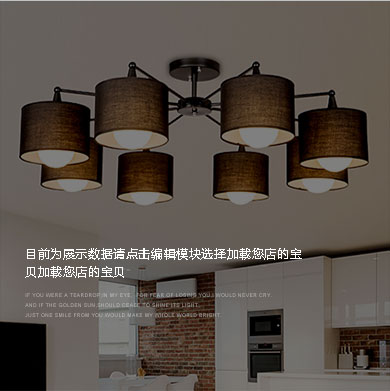 目前为展示数据请点击编辑模块选择加载您店的宝
贝加载您店的宝贝
IF YOU WERE A TEARDROP;IN MY EYE, FOR FEAR OF LOSING YOU,I WOULD NEVER CRY.
AND IF THE GOLDEN SUN,SHOULD CEASE TO SHINE ITS LIGHT,
JUST ONE SMILE FROM YOU,WOULD MAKE MY WHOLE WORLD BRIGHT